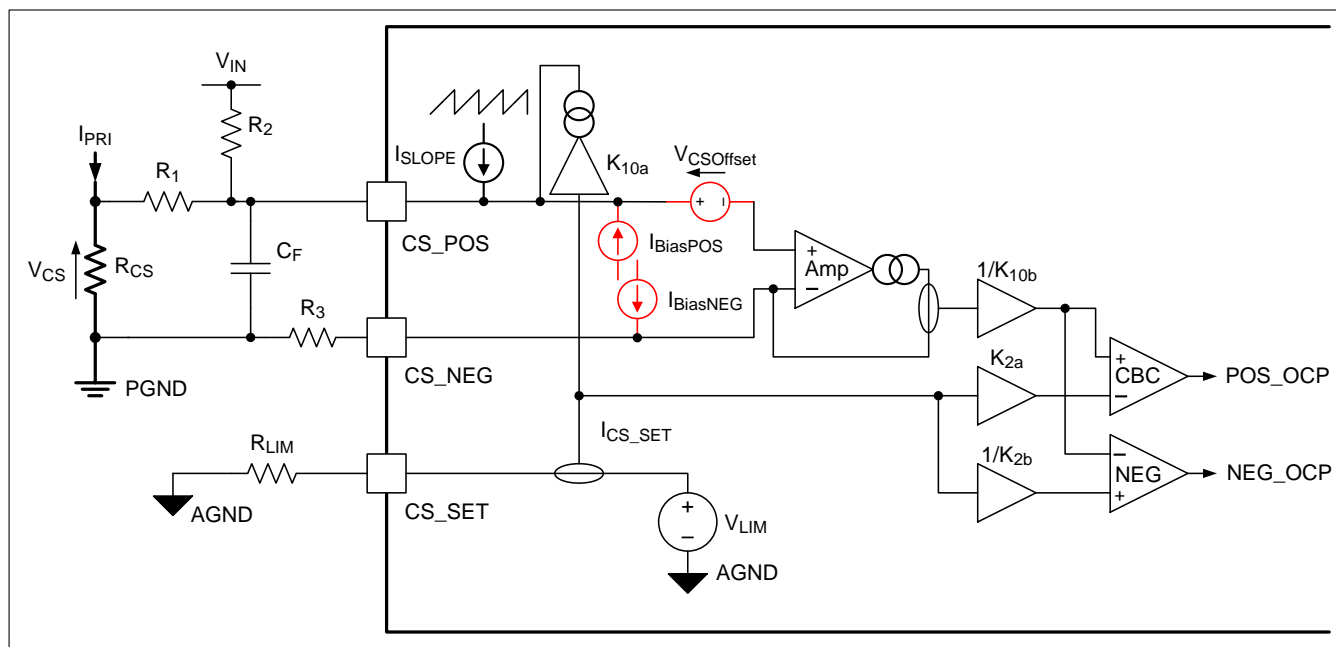 V_IN
R_2
I_PRI
I_SLOPE
K_10a
V_CSOffset
R_1
+
–
CS_POS
I_BiasPOS
+
Amp
–
1/K_10b
V_CS
R_CS
C_F
I_BiasNEG
R_3
K_2a
+
CBC
–
POS_OCP
CS_NEG
PGND
I_CS_SET
1/K_2b
–
NEG
+
NEG_OCP
R_LIM
AGND
CS_SET
+
–
V_LIM
AGND